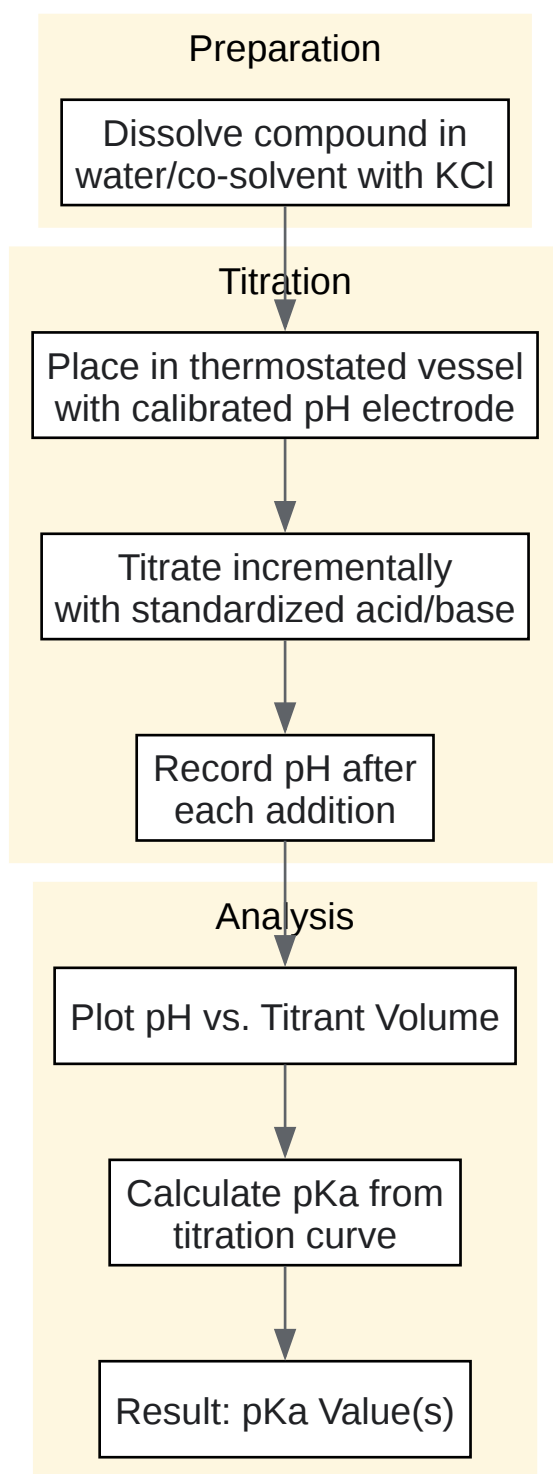 Preparation
Dissolve compound in
water/co-solvent with KCl
Titration
Place in thermostated vessel
with calibrated pH electrode
Titrate incrementally
with standardized acid/base
Record pH after
each addition
Analysis
Plot pH vs. Titrant Volume
Calculate pKa from
titration curve
Result: pKa Value(s)